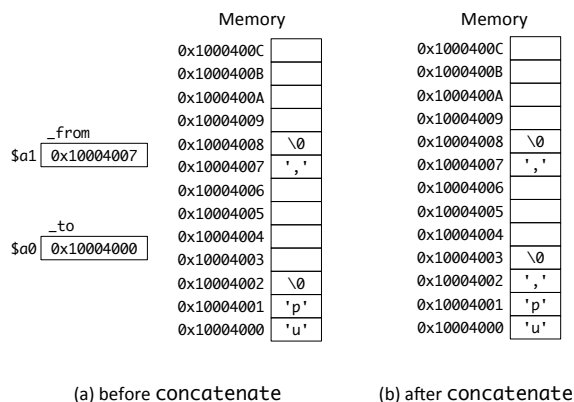 Memory
Memory
0x1000400C
0x1000400C
0x1000400B
0x1000400B
0x1000400A
0x1000400A
0x10004009
0x10004009
_from
0x10004008 \0
0x10004008 \0
$a1 0x10004007
0x10004007 ','
0x10004007 ','
0x10004006
0x10004006
0x10004005
0x10004005
_to
0x10004004
0x10004004
$a0 0x10004000
0x10004003
0x10004003 \0
0x10004002 \0
0x10004002 ','
0x10004001 'p'
0x10004001 'p'
0x10004000 'u'
0x10004000 'u'
(a) before concatenate
(b) after concatenate